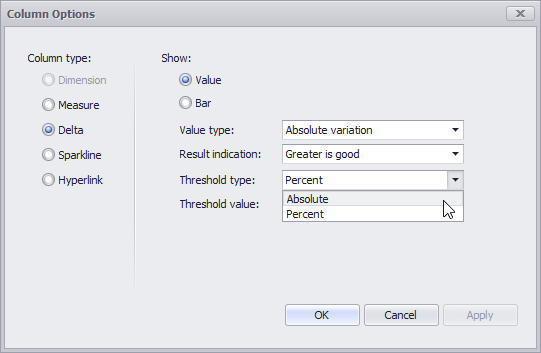 Column Options
Column type:
Dimension
Measure
Delta
Sparkline
Hyperlink
Show:
Value
Bar
Value type: Absolute variation
Result indication: Greater is good
Threshold type: Percent
Absolute
Threshold value:
Percent
OK Cancel Apply